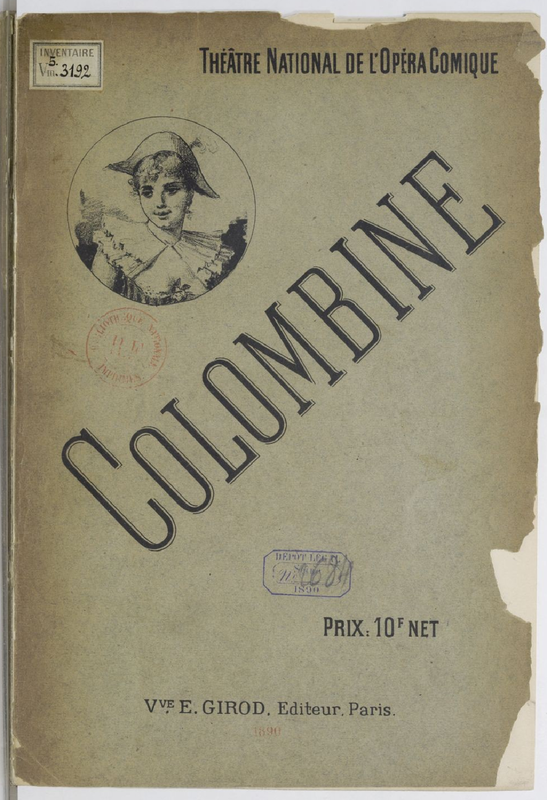 INVENTAIRE
5.
Vm. 3192
THÉÂTRE NATIONAL DE L'OPÉRA COMIQUE
COLOMBINE
DÉPÔT LÉGAL
1890
PRIX: 10F NET
VVE E. GIROD, Editeur, Paris.
1890